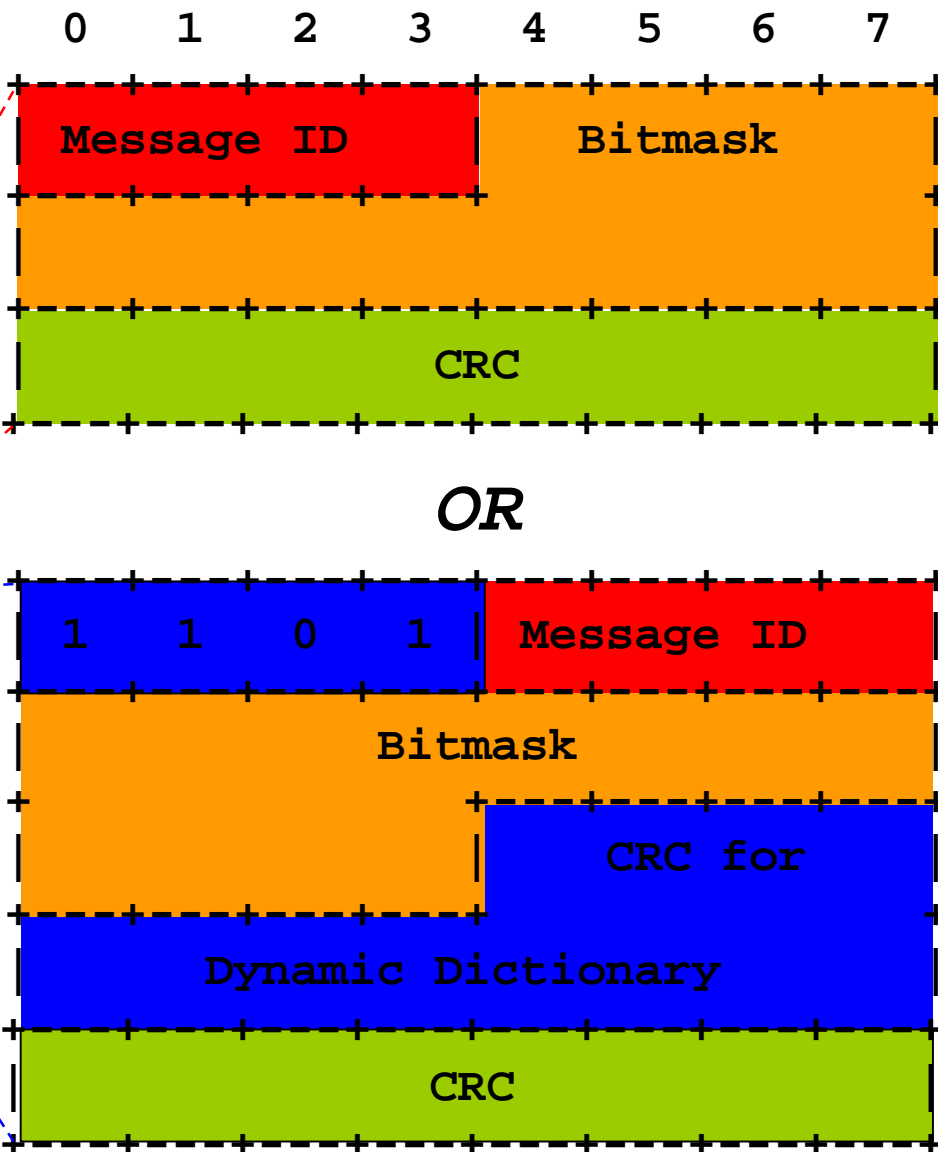 0 1 2 3 4 5 6 7
Message ID Bitmask
CRC
OR
1 1 0 1 Message ID
Bitmask
CRC for
Dynamic Dictionary
CRC